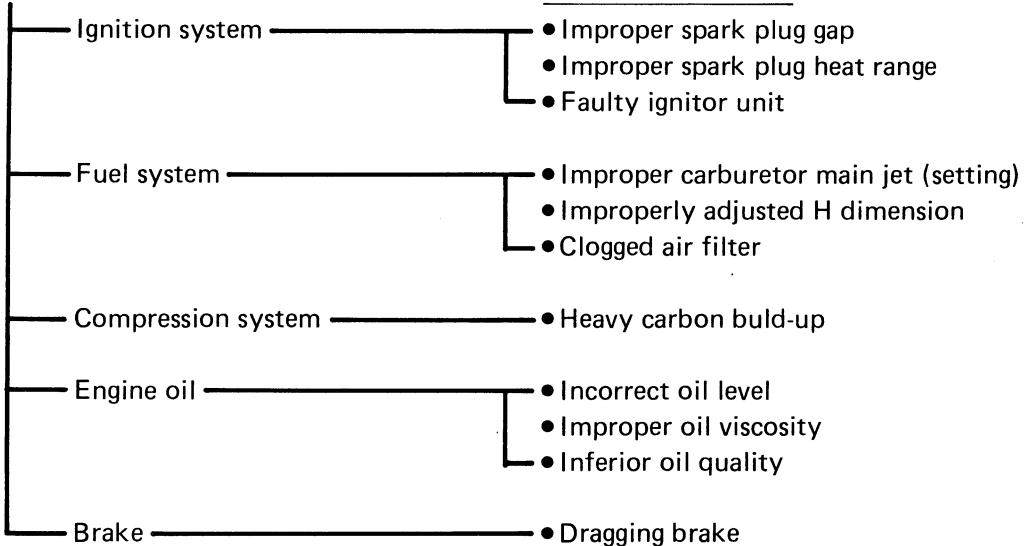 Ignition system • Improper spark plug gap
• Improper spark plug heat range
• Faulty ignitor unit
Fuel system • Improper carburetor main jet (setting)
• Improperly adjusted H dimension
• Clogged air filter
Compression system • Heavy carbon buld-up
Engine oil • Incorrect oil level
• Improper oil viscosity
• Inferior oil quality
Brake • Dragging brake